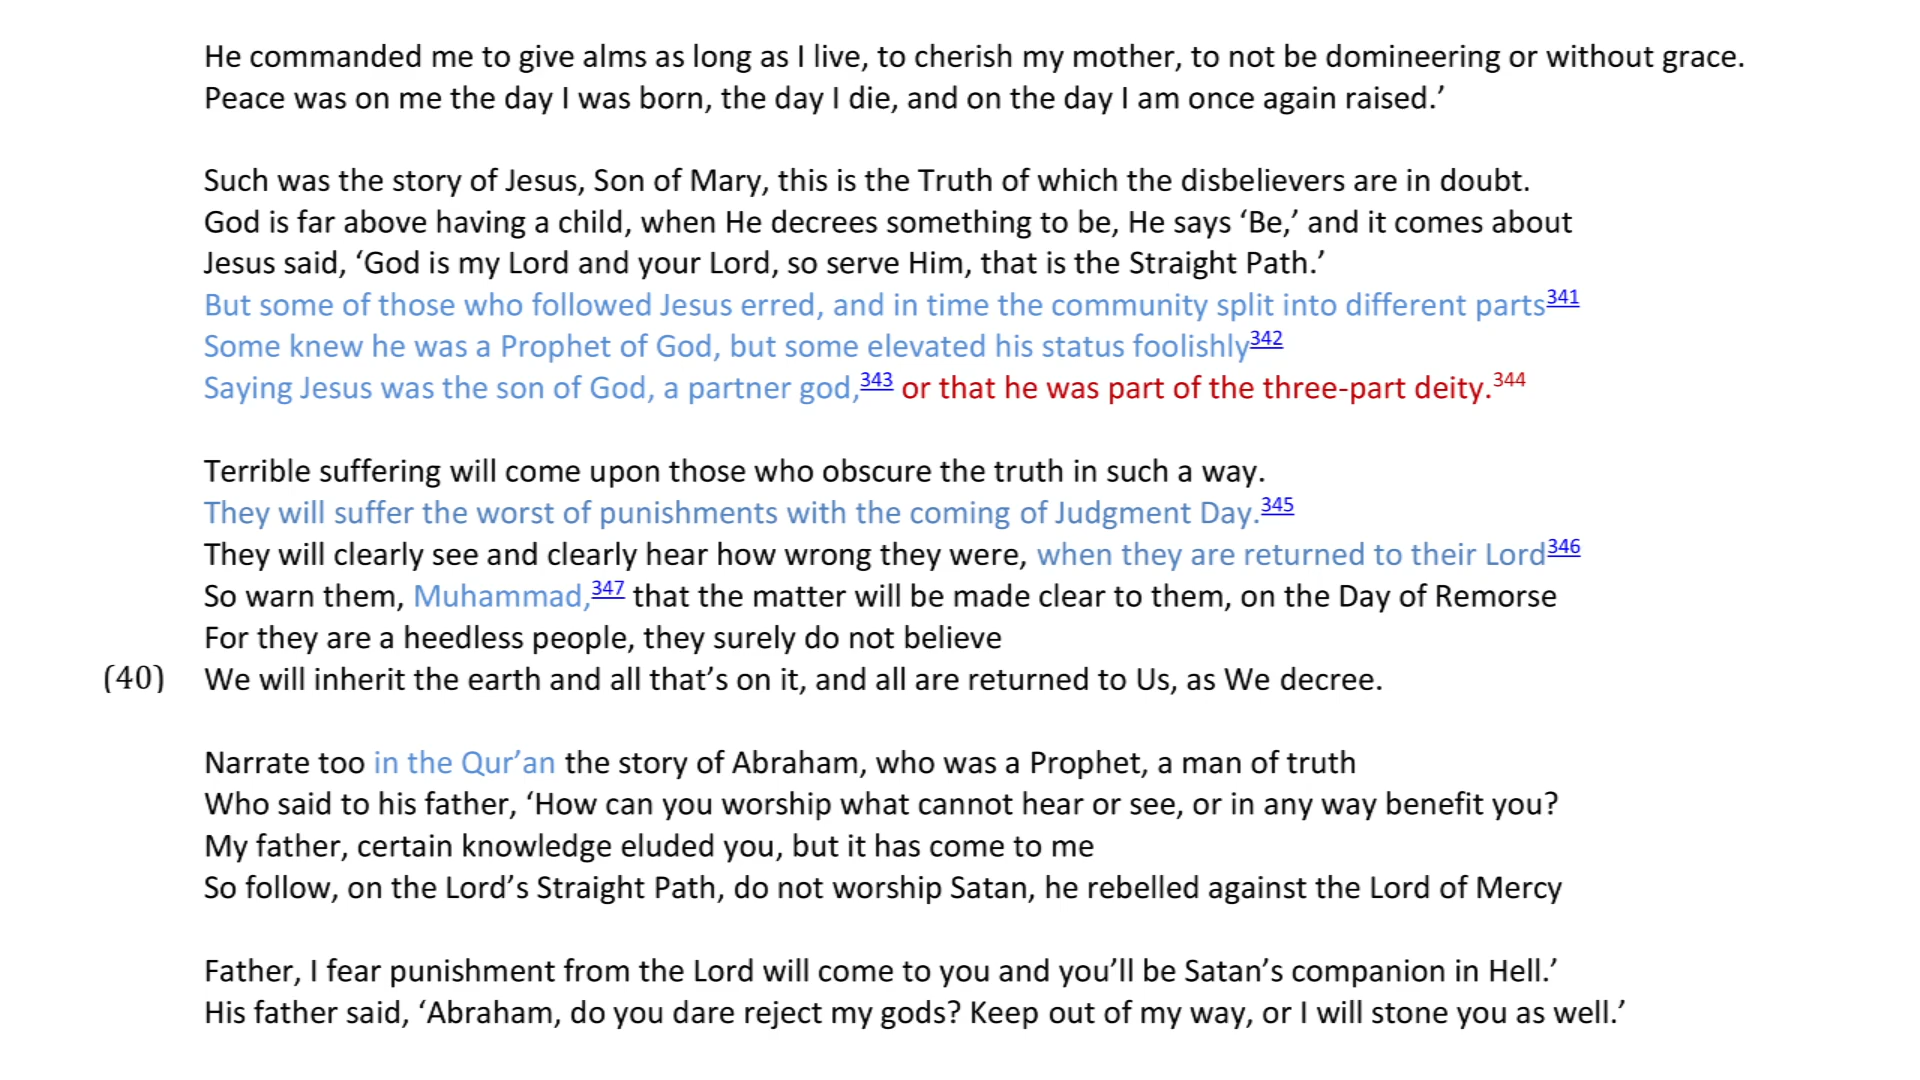 He commanded me to give alms as long as I live, to cherish my mother, to not be domineering or without grace.
Peace was on me the day I was born, the day I die, and on the day I am once again raised.’
Such was the story of Jesus, Son of Mary, this is the Truth of which the disbelievers are in doubt.
God is far above having a child, when He decrees something to be, He says ‘Be,’ and it comes about
Jesus said, ‘God is my Lord and your Lord, so serve Him, that is the Straight Path.’
But some of those who followed Jesus erred, and in time the community split into different parts341
Some knew he was a Prophet of God, but some elevated his status foolishly342
Saying Jesus was the son of God, a partner god,343 or that he was part of the three-part deity.344
Terrible suffering will come upon those who obscure the truth in such a way.
They will suffer the worst of punishments with the coming of Judgment Day.345
They will clearly see and clearly hear how wrong they were, when they are returned to their Lord346
So warn them, Muhammad,347 that the matter will be made clear to them, on the Day of Remorse
For they are a heedless people, they surely do not believe
(40) We will inherit the earth and all that’s on it, and all are returned to Us, as We decree.
Narrate too in the Qur’an the story of Abraham, who was a Prophet, a man of truth
Who said to his father, ‘How can you worship what cannot hear or see, or in any way benefit you?
My father, certain knowledge eluded you, but it has come to me
So follow, on the Lord’s Straight Path, do not worship Satan, he rebelled against the Lord of Mercy
Father, I fear punishment from the Lord will come to you and you’ll be Satan’s companion in Hell.’
His father said, ‘Abraham, do you dare reject my gods? Keep out of my way, or I will stone you as well.’